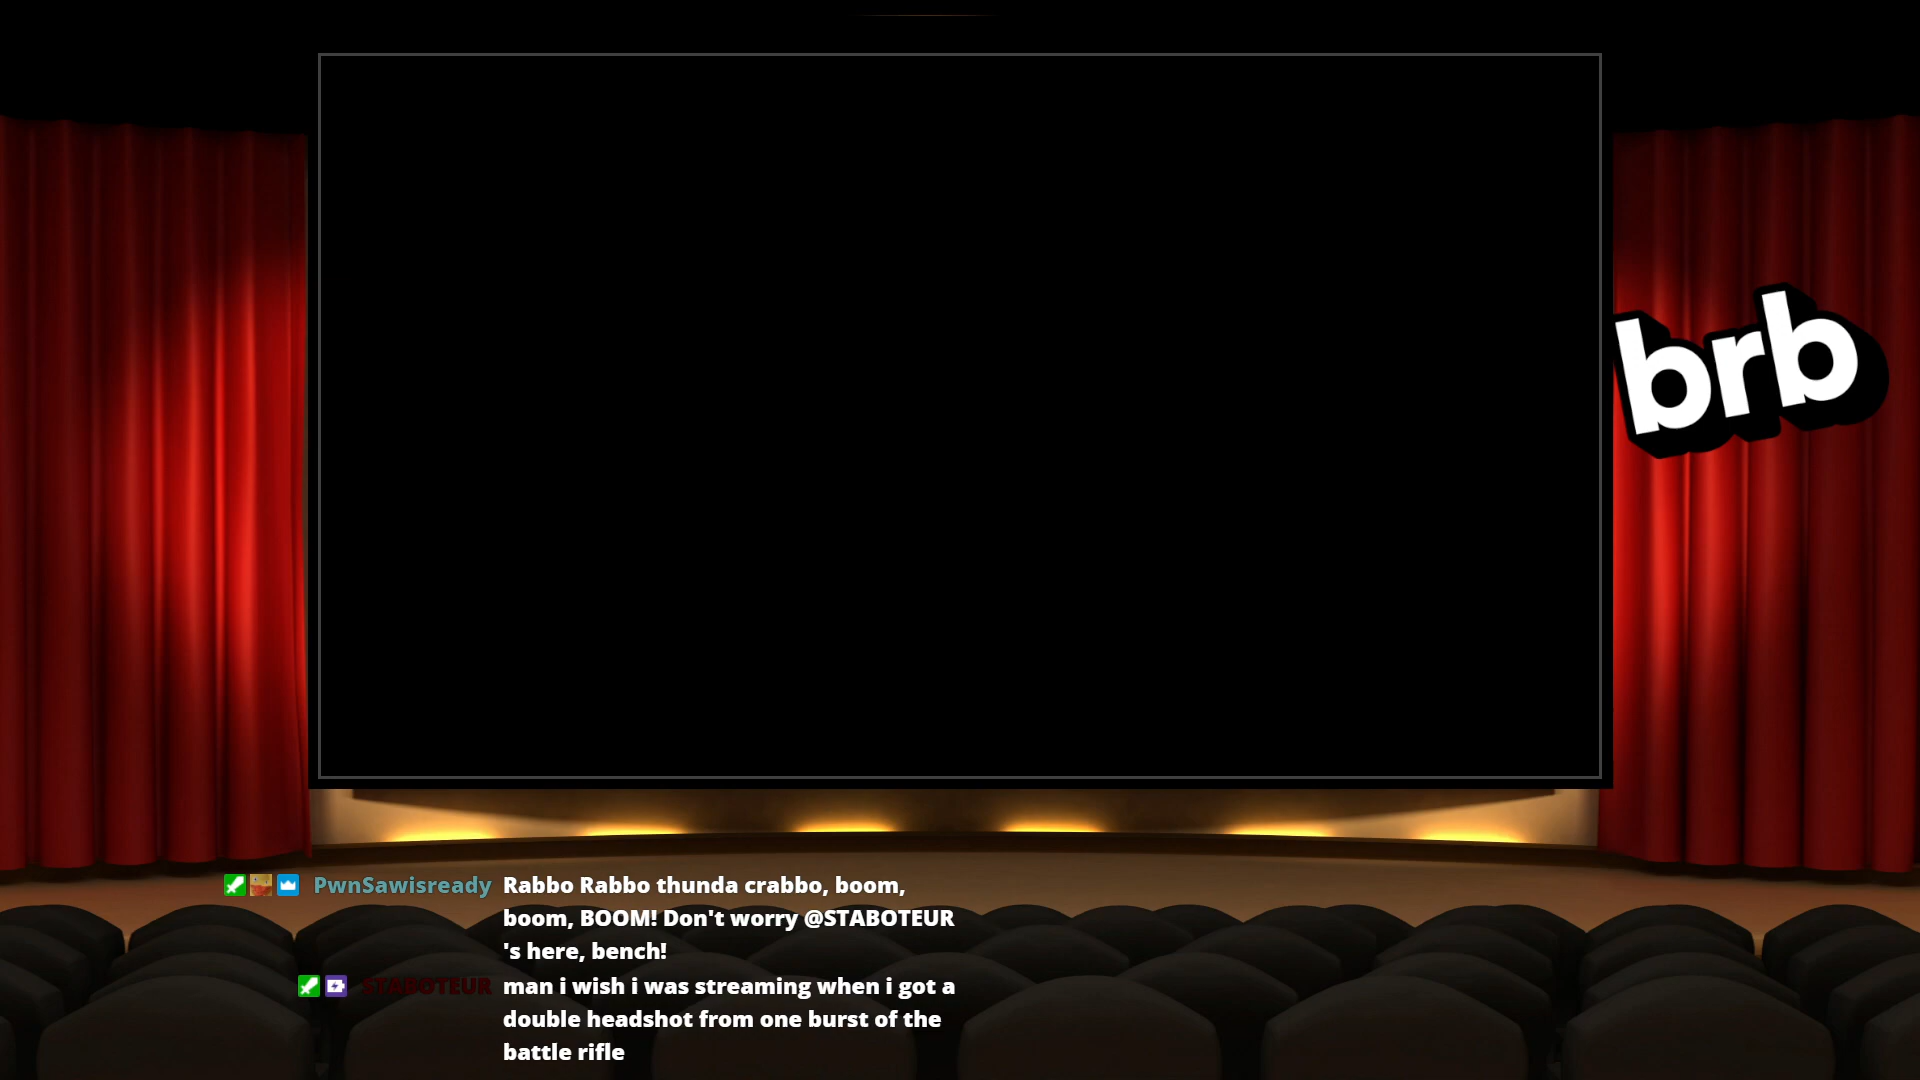 brb
PwnSawisready Rabbo Rabbo thunda crabbo, boom,
boom, BOOM! Don't worry @STABOTEUR
's here, bench!
STABOTEUR man i wish i was streaming when i got a
double headshot from one burst of the
battle rifle